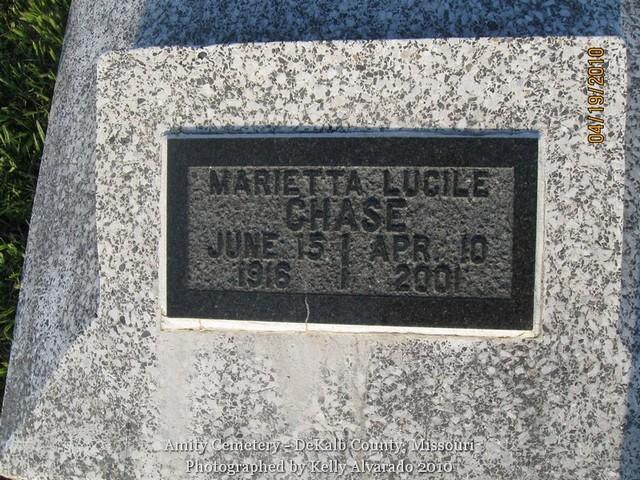 04/19/2010
MARIETTA LUCILE
CHASE
JUNE 15 APR. 10
1916 2001
Amity Cemetery - DeKalb County, Missouri
Photographed by Kelly Alvarado 2010